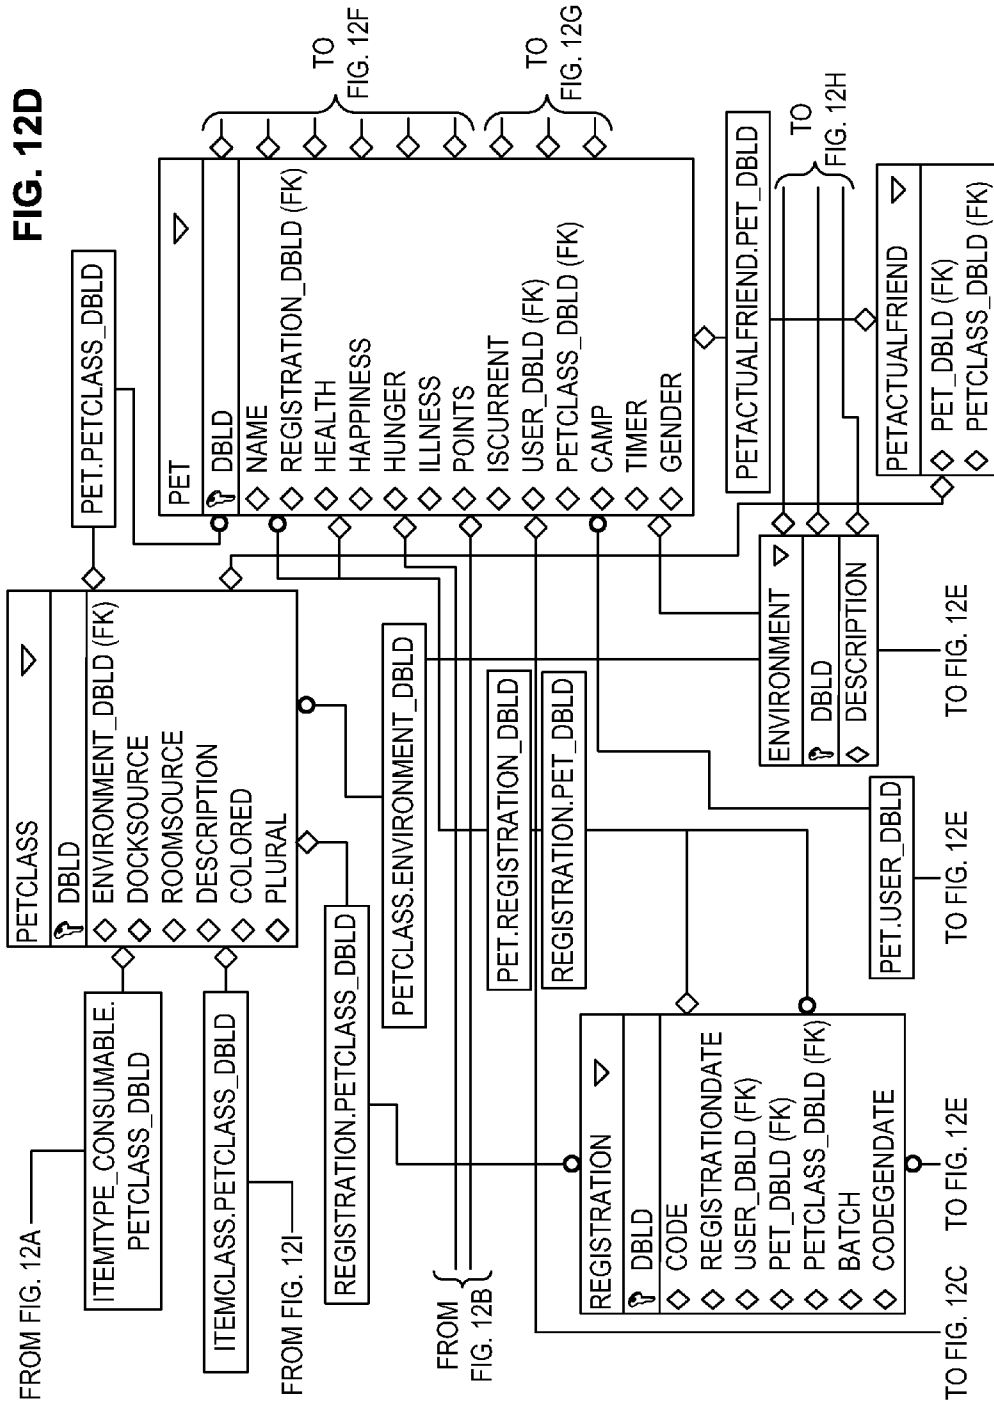 FIG. 12D
FROM FIG. 12A
ITEMTYPE_CONSUMABLE.
PETCLASS_DBLD
ITEMCLASS.PETCLASS_DBLD
FROM FIG. 12I
PETCLASS
DBLD
ENVIRONMENT_DBLD (FK)
DOCKSOURCE
ROOMSOURCE
DESCRIPTION
COLORED
PLURAL
PET.PETCLASS_DBLD
REGISTRATION.PETCLASS_DBLD
PETCLASS.ENVIRONMENT_DBLD
FROM
FIG. 12B
PET.REGISTRATION_DBLD
REGISTRATION.PET_DBLD
PET
DBLD
NAME
REGISTRATION_DBLD (FK)
HEALTH
HAPPINESS
HUNGER
ILLNESS
POINTS
ISCURRENT
USER_DBLD (FK)
PETCLASS_DBLD (FK)
CAMP
TIMER
GENDER
TO
FIG. 12F
TO
FIG. 12G
REGISTRATION
DBLD
CODE
REGISTRATIONDATE
USER_DBLD (FK)
PET_DBLD (FK)
PETCLASS_DBLD (FK)
BATCH
CODEGENDATE
PET.USER_DBLD
ENVIRONMENT
DBLD
DESCRIPTION
PETACTUALFRIEND.PET_DBLD
TO
FIG. 12H
PETACTUALFRIEND
PET_DBLD (FK)
PETCLASS_DBLD (FK)
TO FIG. 12C
TO FIG. 12E
TO FIG. 12E
TO FIG. 12E